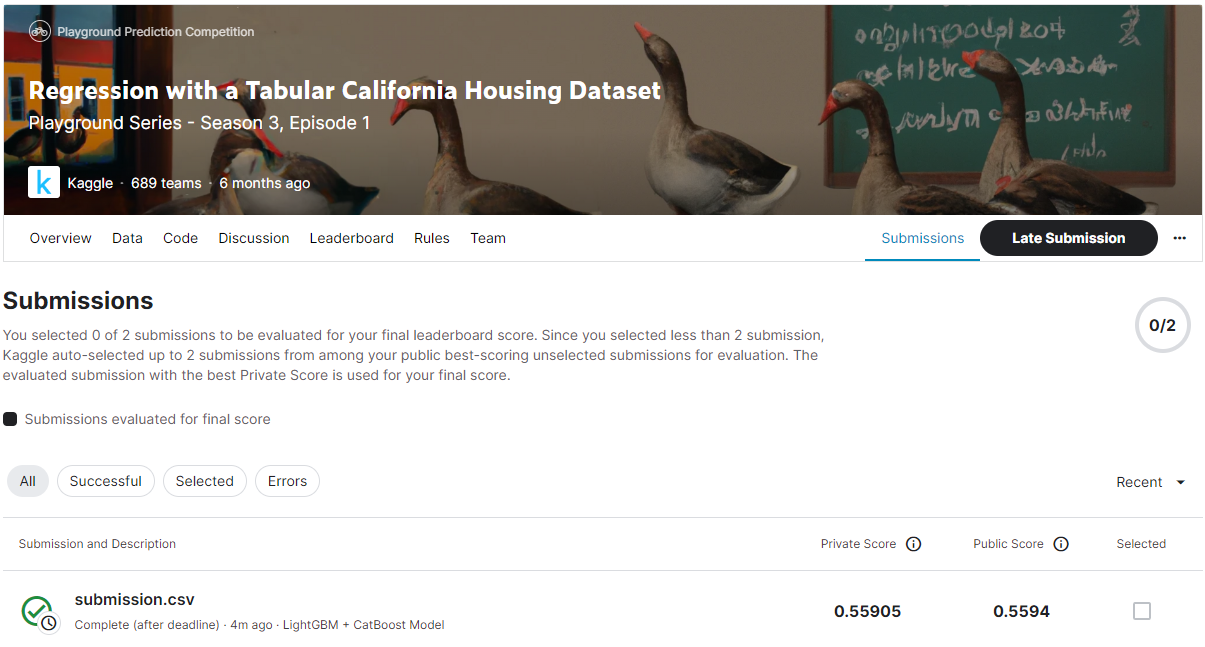 Playground Prediction Competition
Regression with a Tabular California Housing Dataset
Playground Series - Season 3, Episode 1
k Kaggle · 689 teams · 6 months ago
Overview Data Code Discussion Leaderboard Rules Team Submissions Late Submission ...
Submissions
You selected 0 of 2 submissions to be evaluated for your final leaderboard score. Since you selected less than 2 submission,
Kaggle auto-selected up to 2 submissions from among your public best-scoring unselected submissions for evaluation. The
evaluated submission with the best Private Score is used for your final score.
0/2
Submissions evaluated for final score
All Successful Selected Errors Recent
Submission and Description Private Score Public Score Selected
submission.csv
Complete (after deadline) · 4m ago · LightGBM + CatBoost Model
0.55905 0.5594